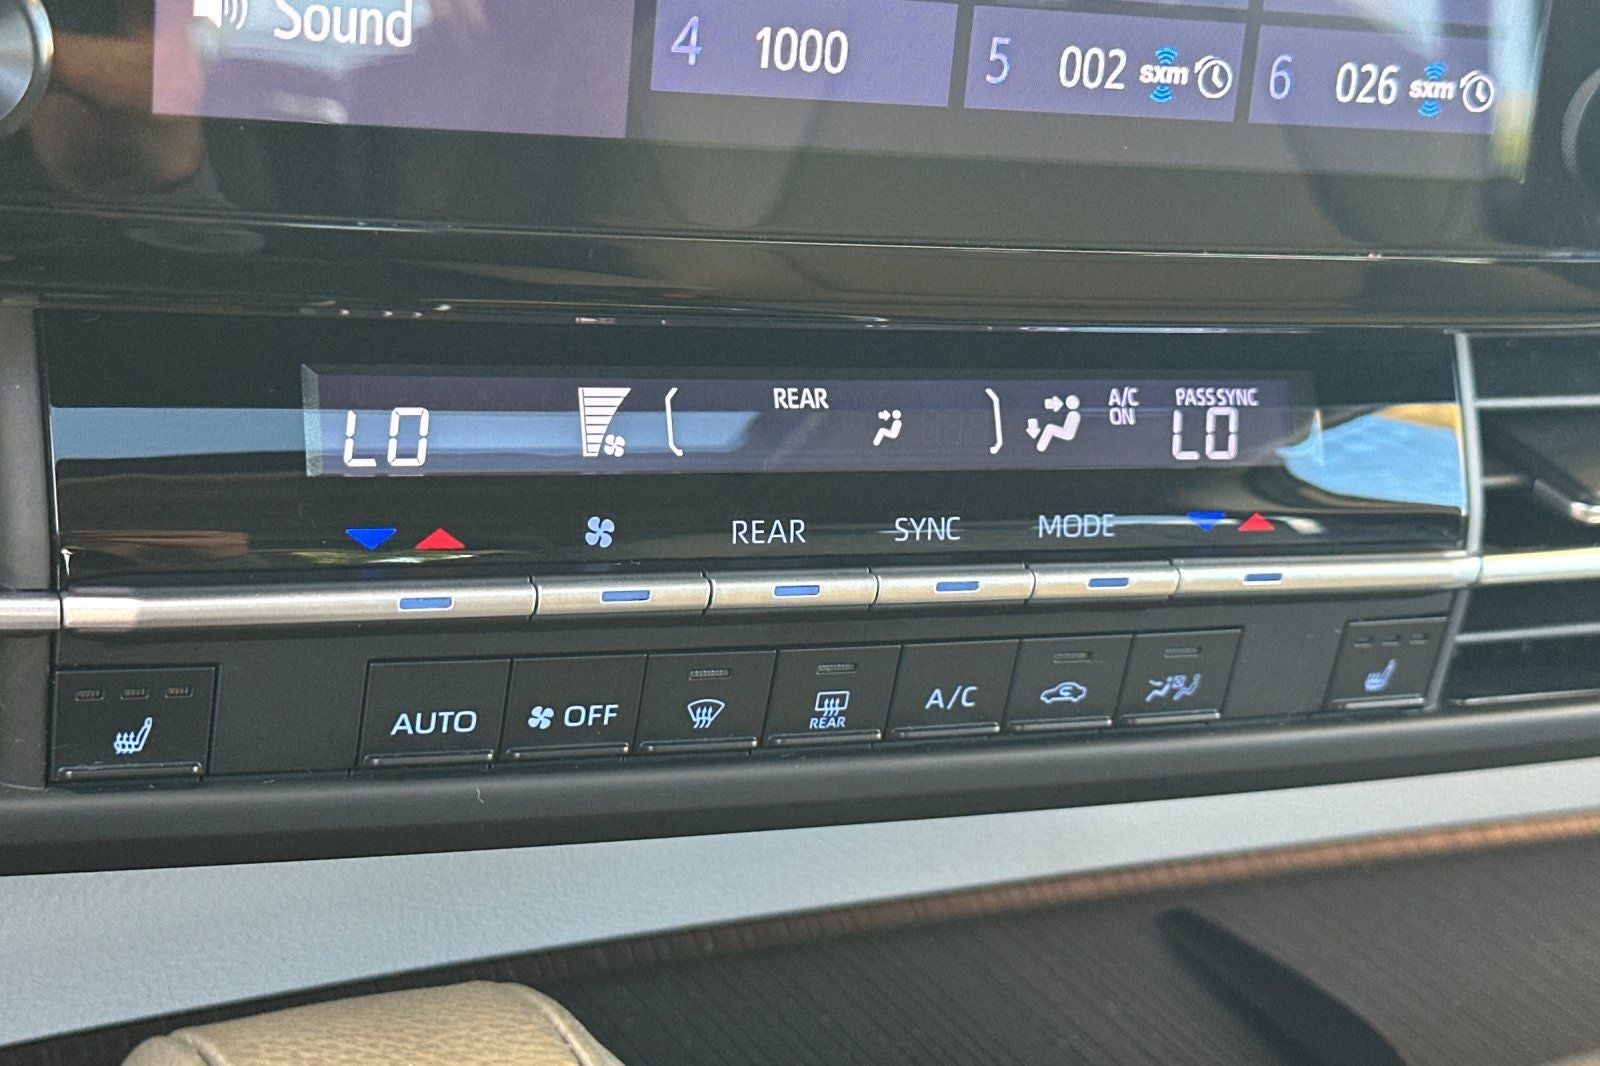 Sound
4 1000
5 002 sxm
6 026 sxm
LO
REAR
A/C
ON
PASS SYNC
LO
REAR SYNC MODE
AUTO
OFF
REAR
A/C